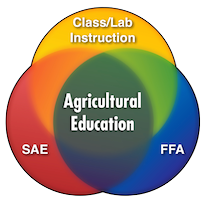 Class/Lab
Instruction
Agricultural
Education
SAE
FFA